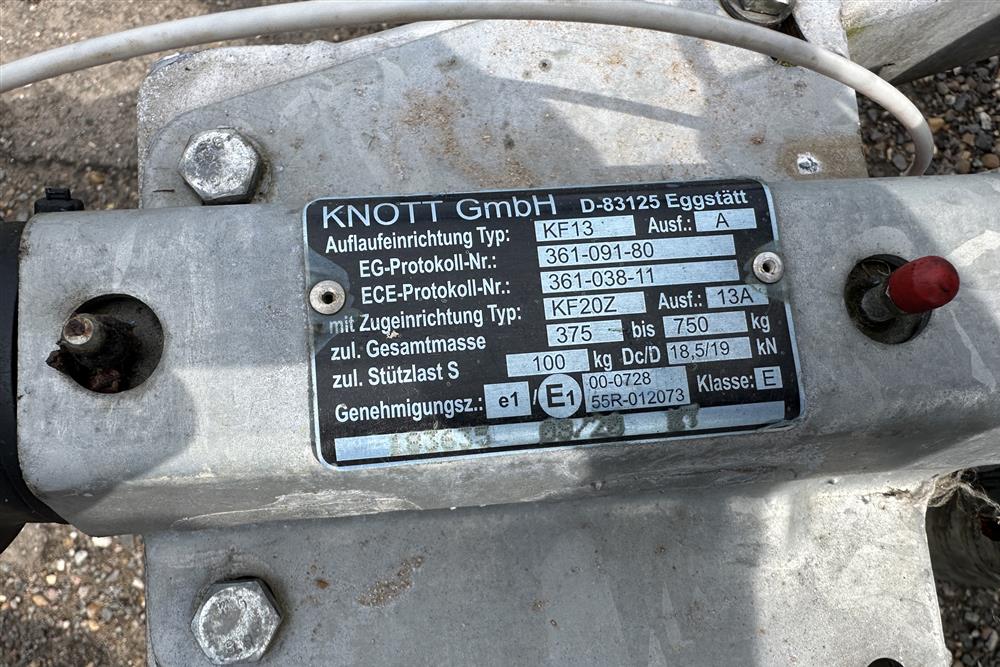 KNOTT GmbH D-83125 Eggstätt
Auflaufeinrichtung Typ: KF13 Ausf.: A
EG-Protokoll-Nr.: 361-091-80
ECE-Protokoll-Nr.: 361-038-11
mit Zugeinrichtung Typ: KF20Z Ausf.: 13A
zul. Gesamtmasse 375 bis 750 kg
zul. Stützlast S 100 kg Dc/D 18,5/19 kN
Genehmigungsz.: e1 / E1 00-0728 Klasse: E
55R-012073
09/20